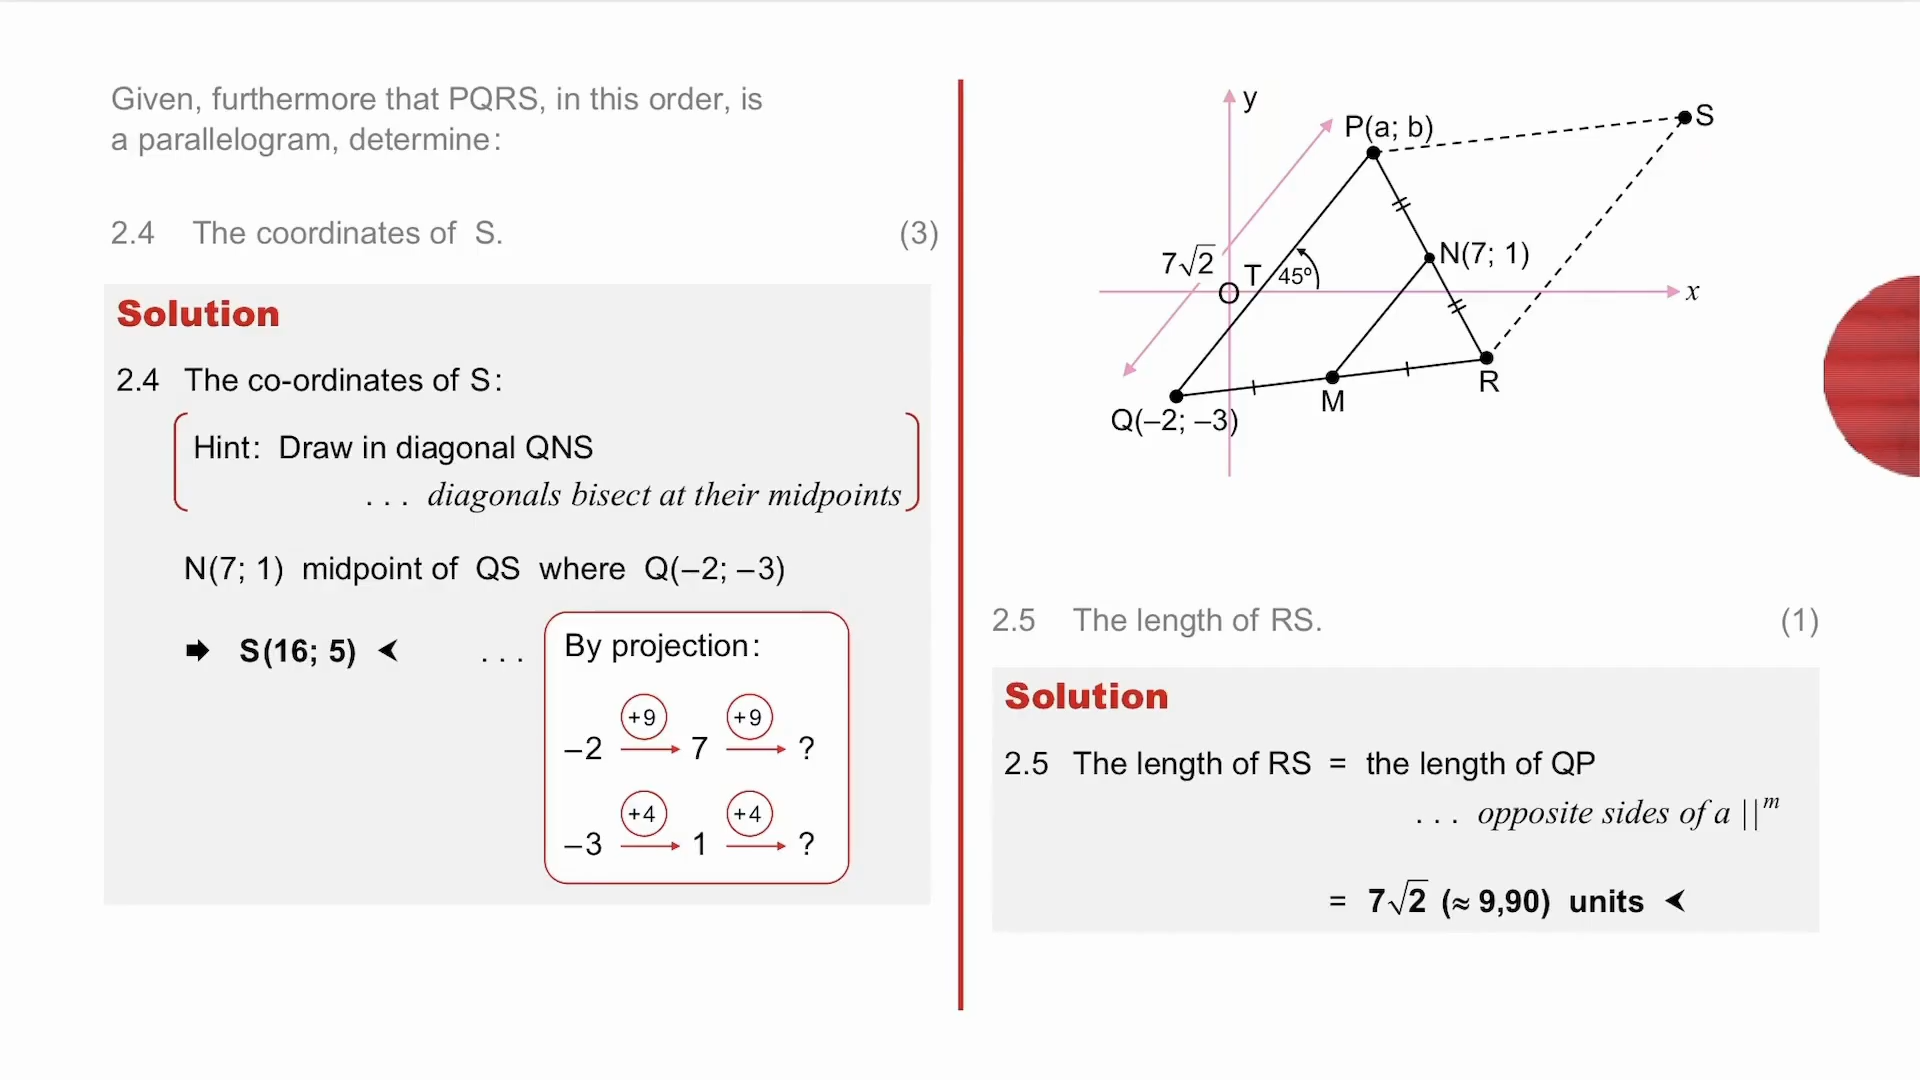 Given, furthermore that PQRS, in this order, is
a parallelogram, determine:
2.4 The coordinates of S. (3)
Solution
2.4 The co-ordinates of S:
Hint: Draw in diagonal QNS
. . . diagonals bisect at their midpoints
N(7; 1) midpoint of QS where Q(–2; –3)
➡ S(16; 5) ⮜ . . .
By projection:
+9 +9
–2 7 ?
+4 +4
–3 1 ?
y
P(a; b)
S
7√2
T
45º
N(7; 1)
O
x
R
M
Q(–2; –3)
2.5 The length of RS. (1)
Solution
2.5 The length of RS = the length of QP
. . . opposite sides of a ||ᵐ
= 7√2 (≈ 9,90) units ⮜